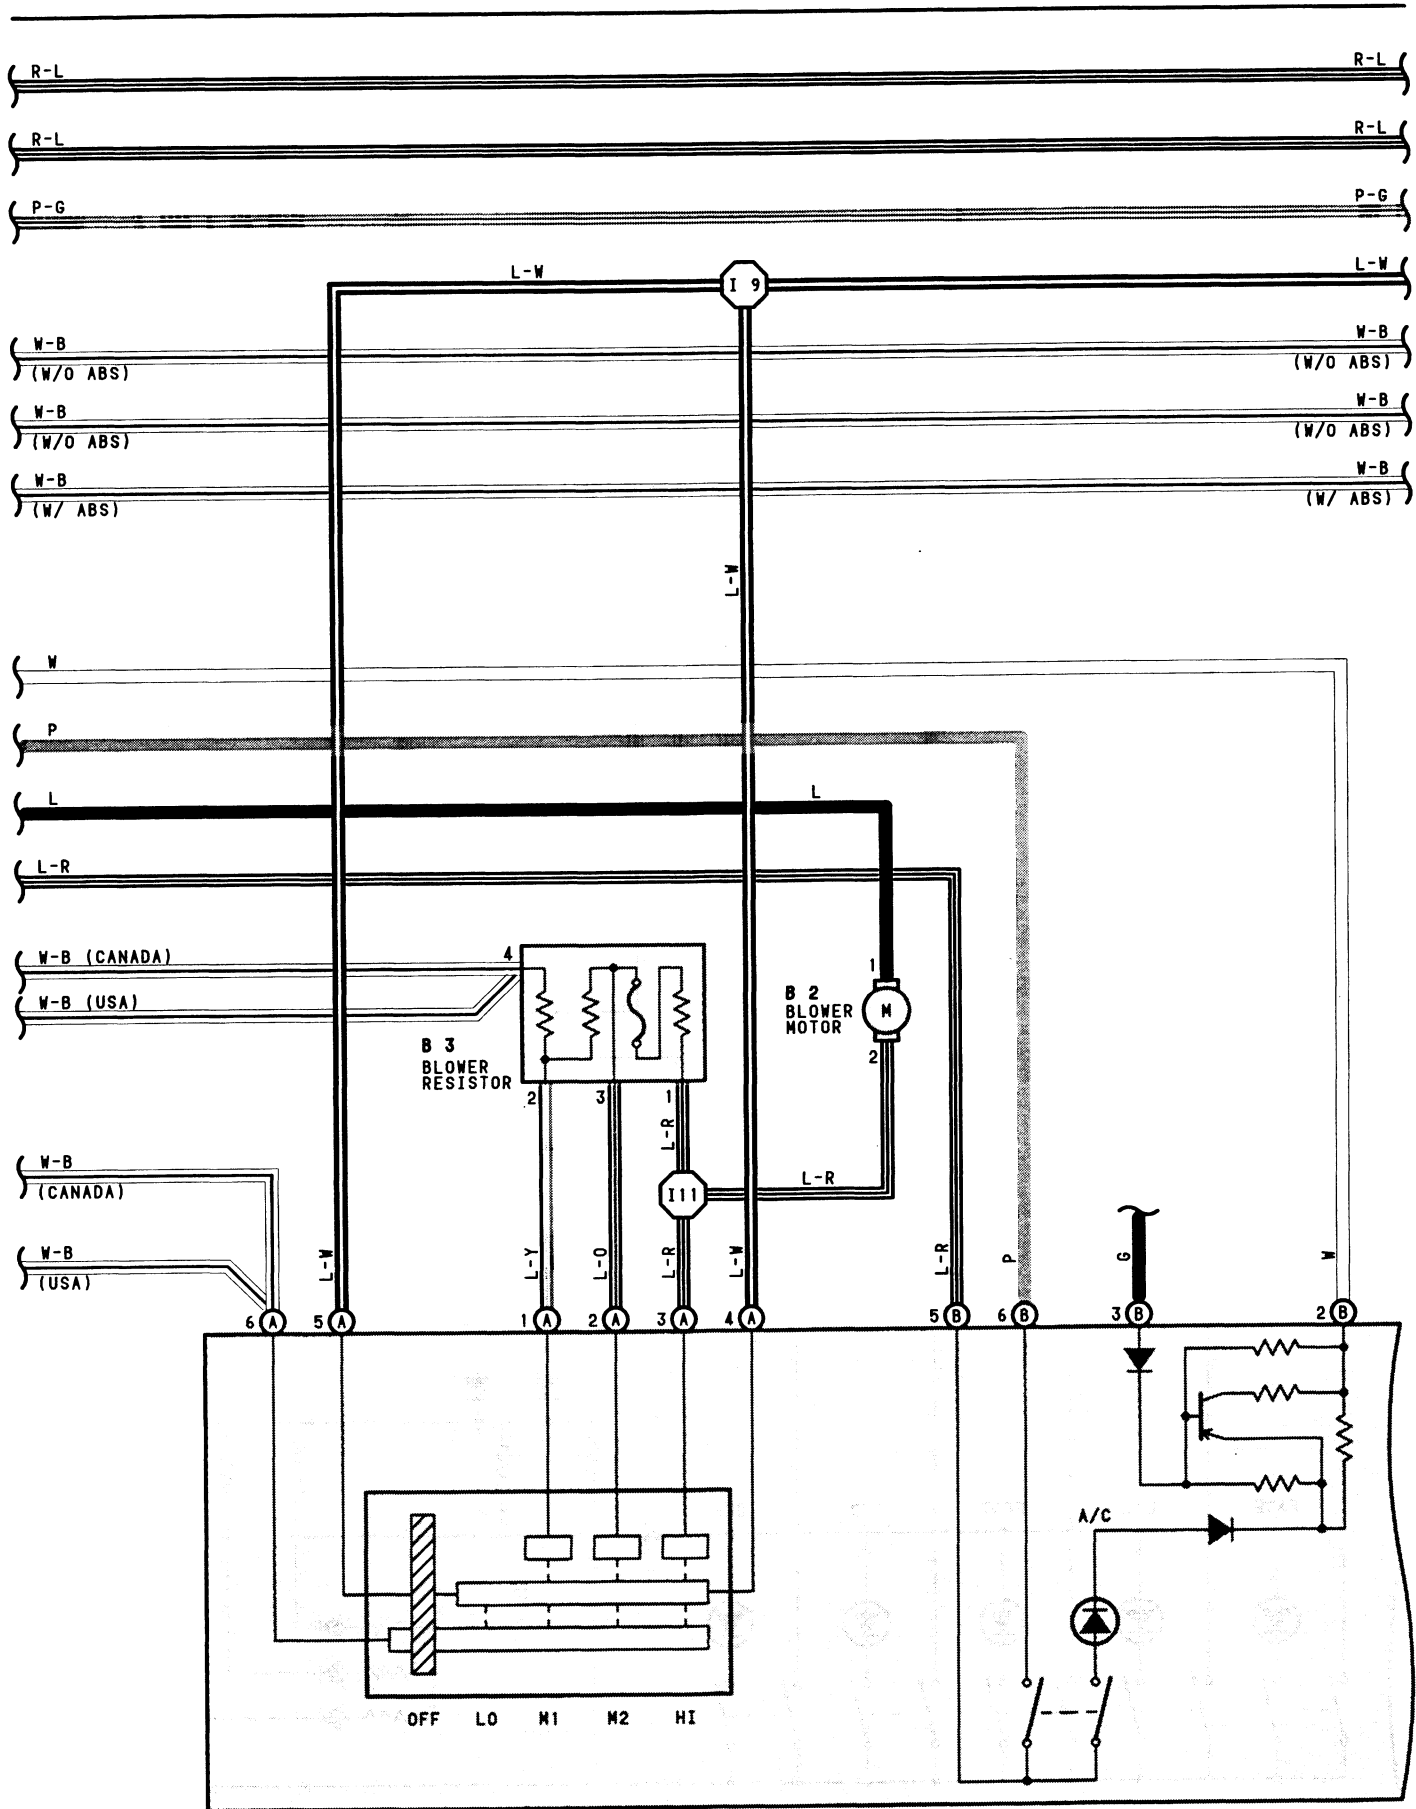 R-L R-L
R-L R-L
P-G P-G
L-W I 9 L-W
W-B W-B
(W/O ABS) (W/O ABS)
W-B W-B
(W/O ABS) (W/O ABS)
W-B W-B
(W/ ABS) (W/ ABS)
L-W
W
P
L L
L-R
W-B (CANADA) 4
W-B (USA)
1
B 2
BLOWER
MOTOR
M
2
B 3
BLOWER
RESISTOR
2 3 1
L-R
W-B
(CANADA)
I11 L-R
W-B
(USA)
L-W L-Y L-O L-R L-W L-R P G W
6 A 5 A 1 A 2 A 3 A 4 A 5 B 6 B 3 B 2 B
A/C
OFF LO M1 M2 HI